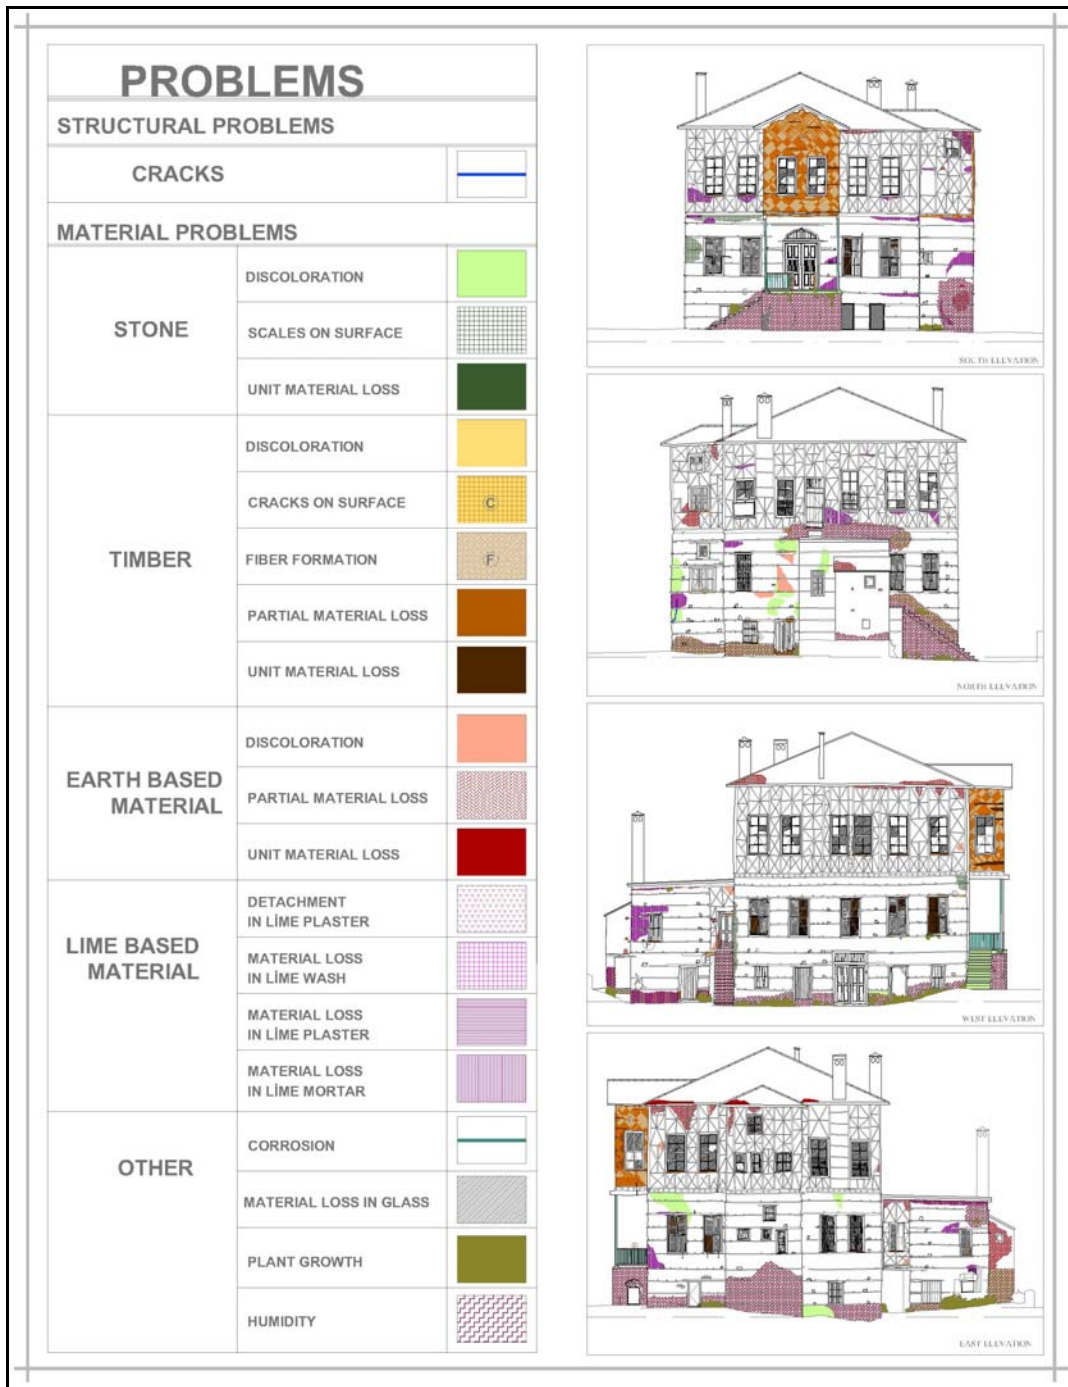 PROBLEMS
STRUCTURAL PROBLEMS
CRACKS
MATERIAL PROBLEMS
STONE
DISCOLORATION
SCALES ON SURFACE
UNIT MATERIAL LOSS
TIMBER
DISCOLORATION
CRACKS ON SURFACE
C
FIBER FORMATION
F
PARTIAL MATERIAL LOSS
UNIT MATERIAL LOSS
EARTH BASED
MATERIAL
DISCOLORATION
PARTIAL MATERIAL LOSS
UNIT MATERIAL LOSS
LIME BASED
MATERIAL
DETACHMENT
IN LİME PLASTER
MATERIAL LOSS
IN LİME WASH
MATERIAL LOSS
IN LİME PLASTER
MATERIAL LOSS
IN LİME MORTAR
OTHER
CORROSION
MATERIAL LOSS IN GLASS
PLANT GROWTH
HUMIDITY
SOUTH ELEVATION
NORTH ELEVATION
WEST ELEVATION
EAST ELEVATION